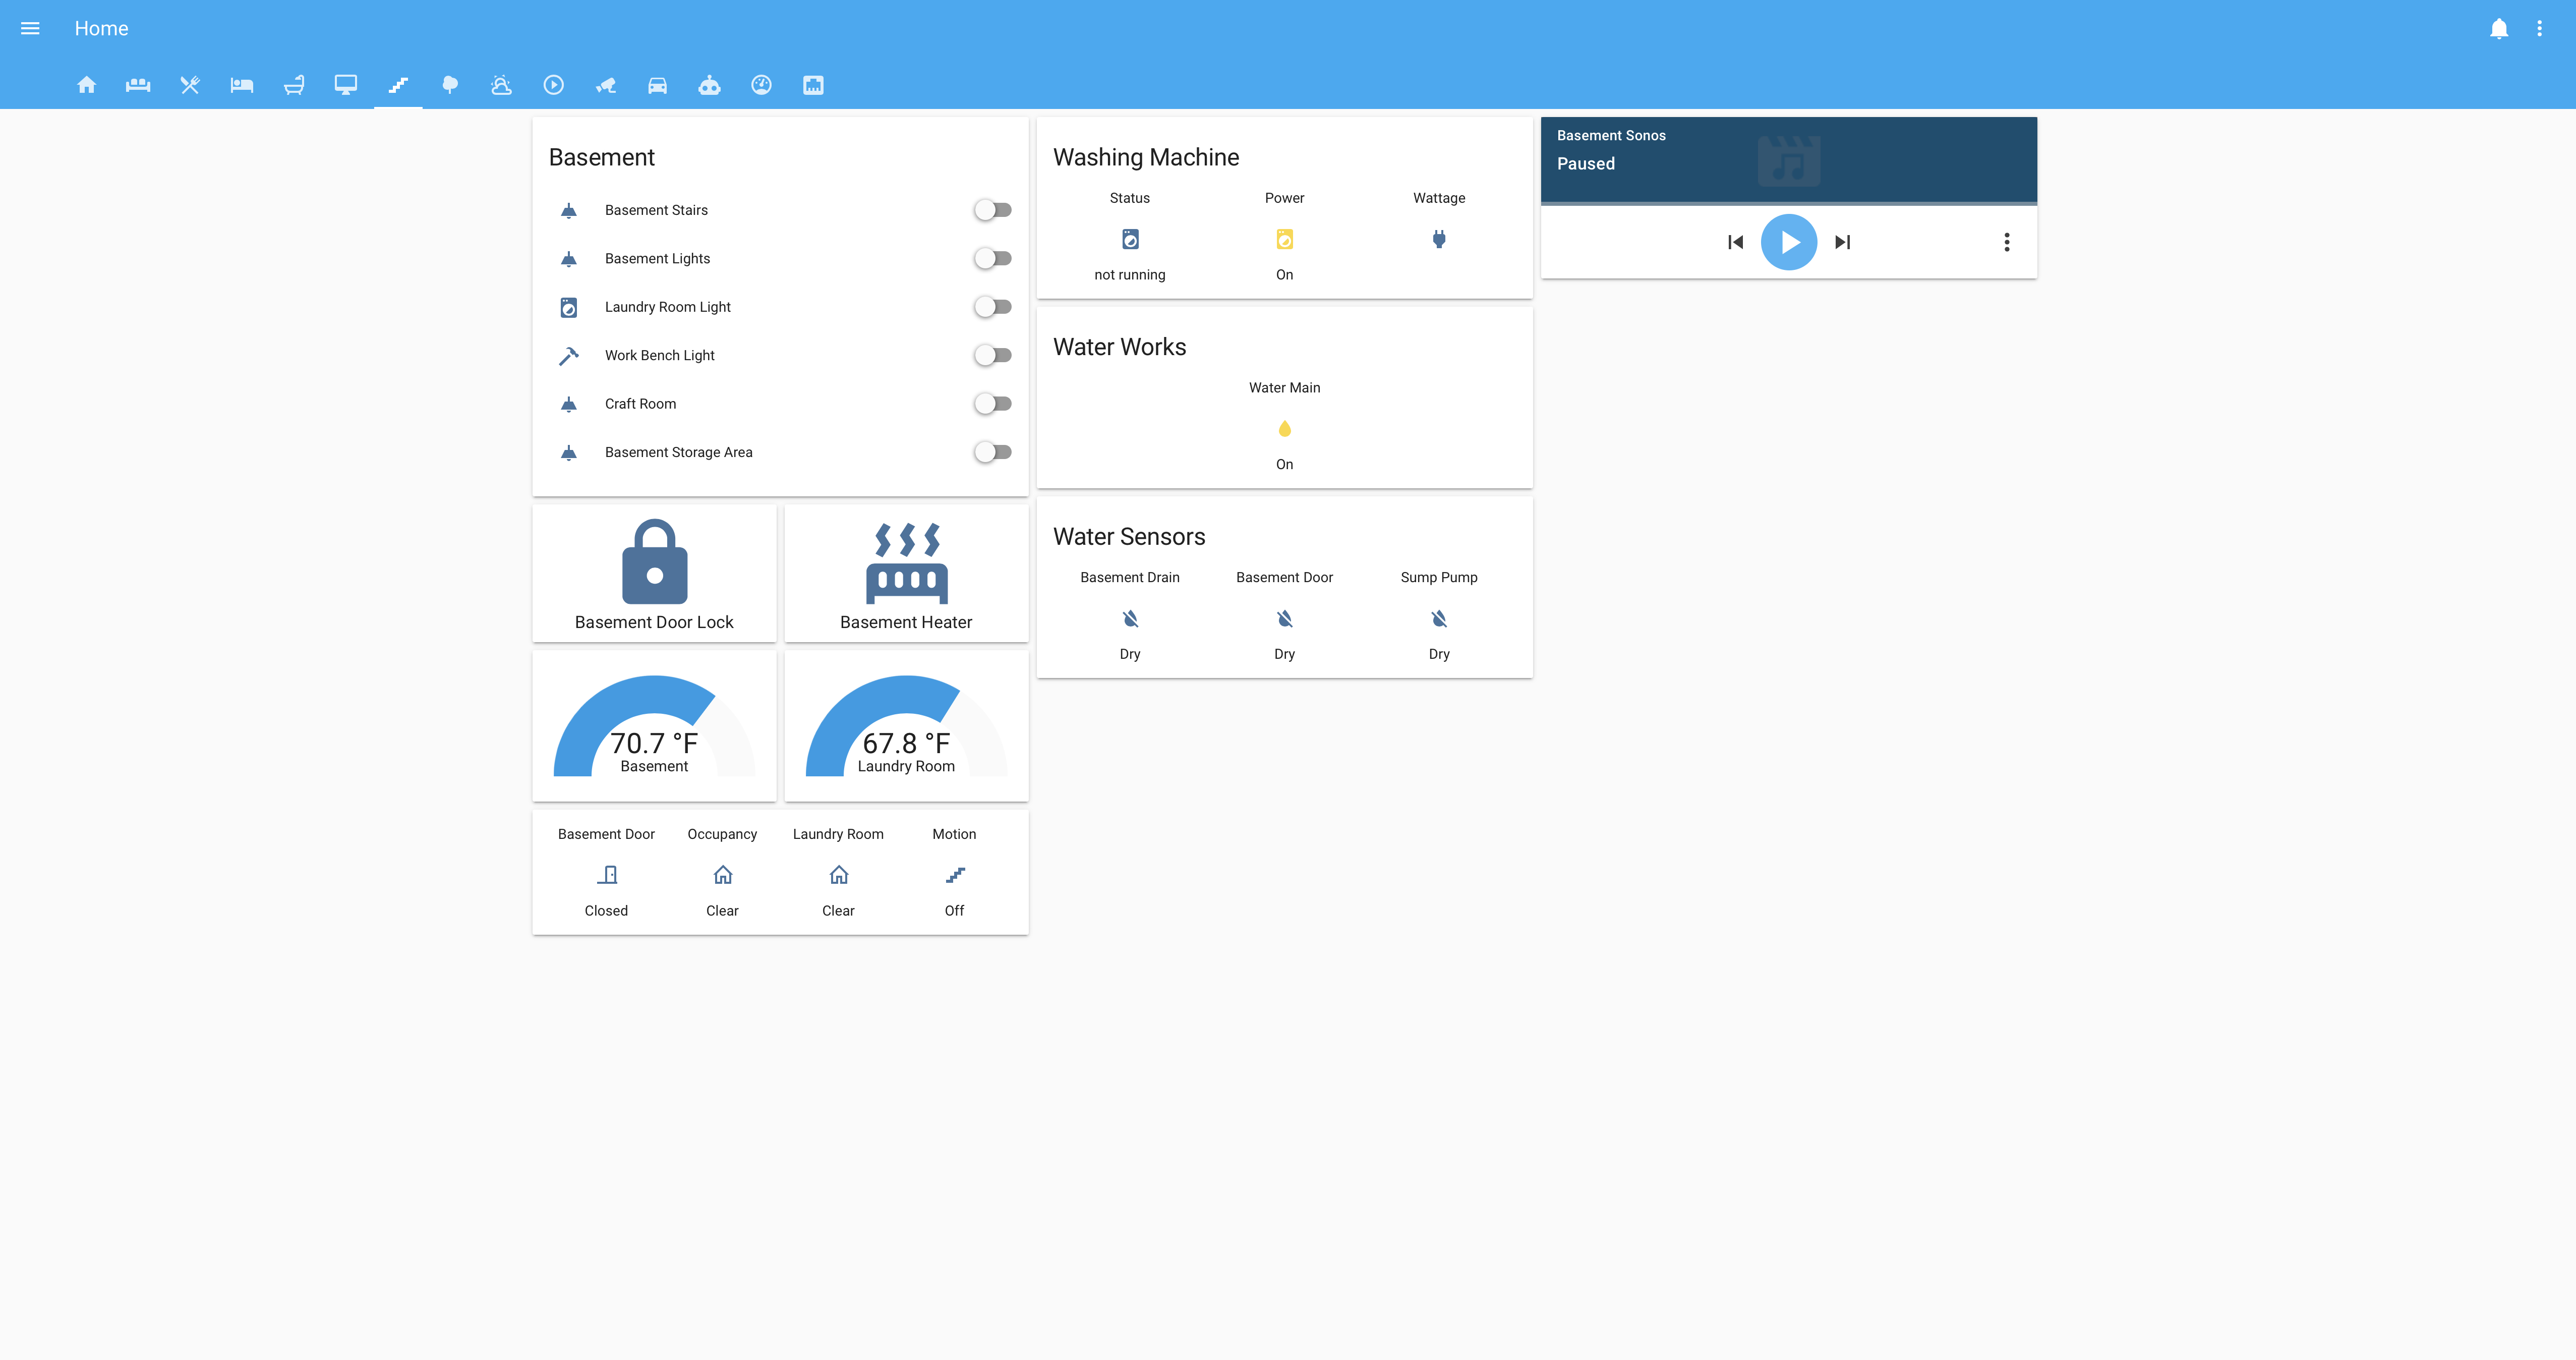 Home
Basement
Basement Stairs
Basement Lights
Laundry Room Light
Work Bench Light
Craft Room
Basement Storage Area
Basement Door Lock
Basement Heater
70.7 °F
Basement
67.8 °F
Laundry Room
Basement Door Occupancy Laundry Room Motion
Closed Clear Clear Off
Washing Machine
Status Power Wattage
not running On
Water Works
Water Main
On
Water Sensors
Basement Drain Basement Door Sump Pump
Dry Dry Dry
Basement Sonos
Paused